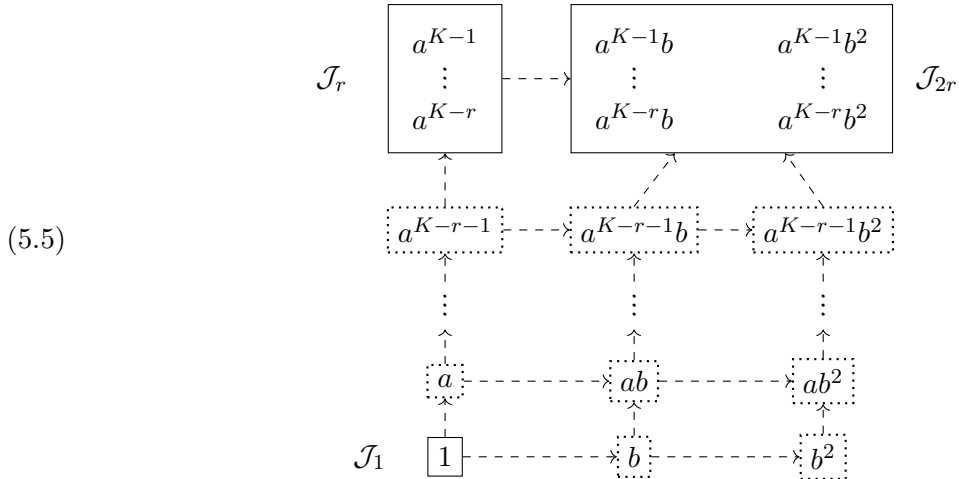 a^{K−1} a^{K−1}b a^{K−1}b^2
𝒥_r ⋮ ⋮ ⋮ 𝒥_{2r}
a^{K−r} a^{K−r}b a^{K−r}b^2
(5.5) a^{K−r−1} a^{K−r−1}b a^{K−r−1}b^2
⋮ ⋮ ⋮
a ab ab^2
𝒥_1 1 b b^2